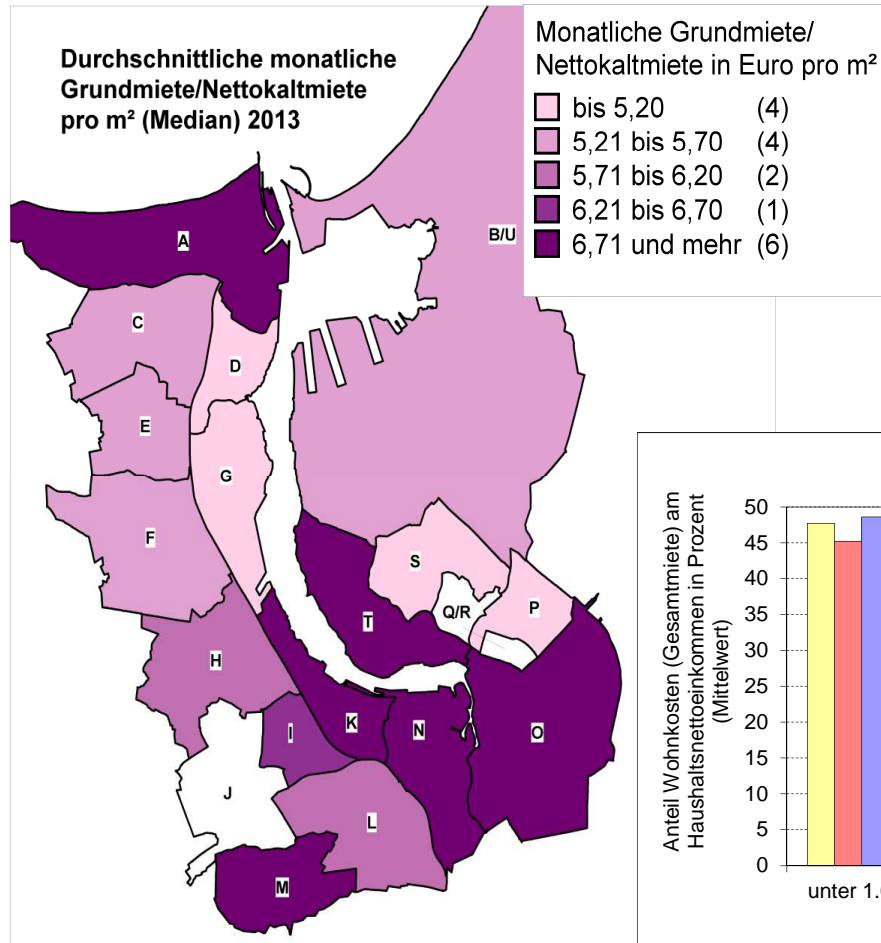 Durchschnittliche monatliche
Grundmiete/Nettokaltmiete
pro m² (Median) 2013
Monatliche Grundmiete/
Nettokaltmiete in Euro pro m²
bis 5,20 (4)
5,21 bis 5,70 (4)
5,71 bis 6,20 (2)
6,21 bis 6,70 (1)
6,71 und mehr (6)
A
B/U
C
D
E
G
F
S
Q/R
P
T
H
K
N
O
I
J
L
M
Anteil Wohnkosten (Gesamtmiete) am
Haushaltsnettoeinkommen in Prozent
(Mittelwert)
50
45
40
35
30
25
20
15
10
5
0
unter 1.